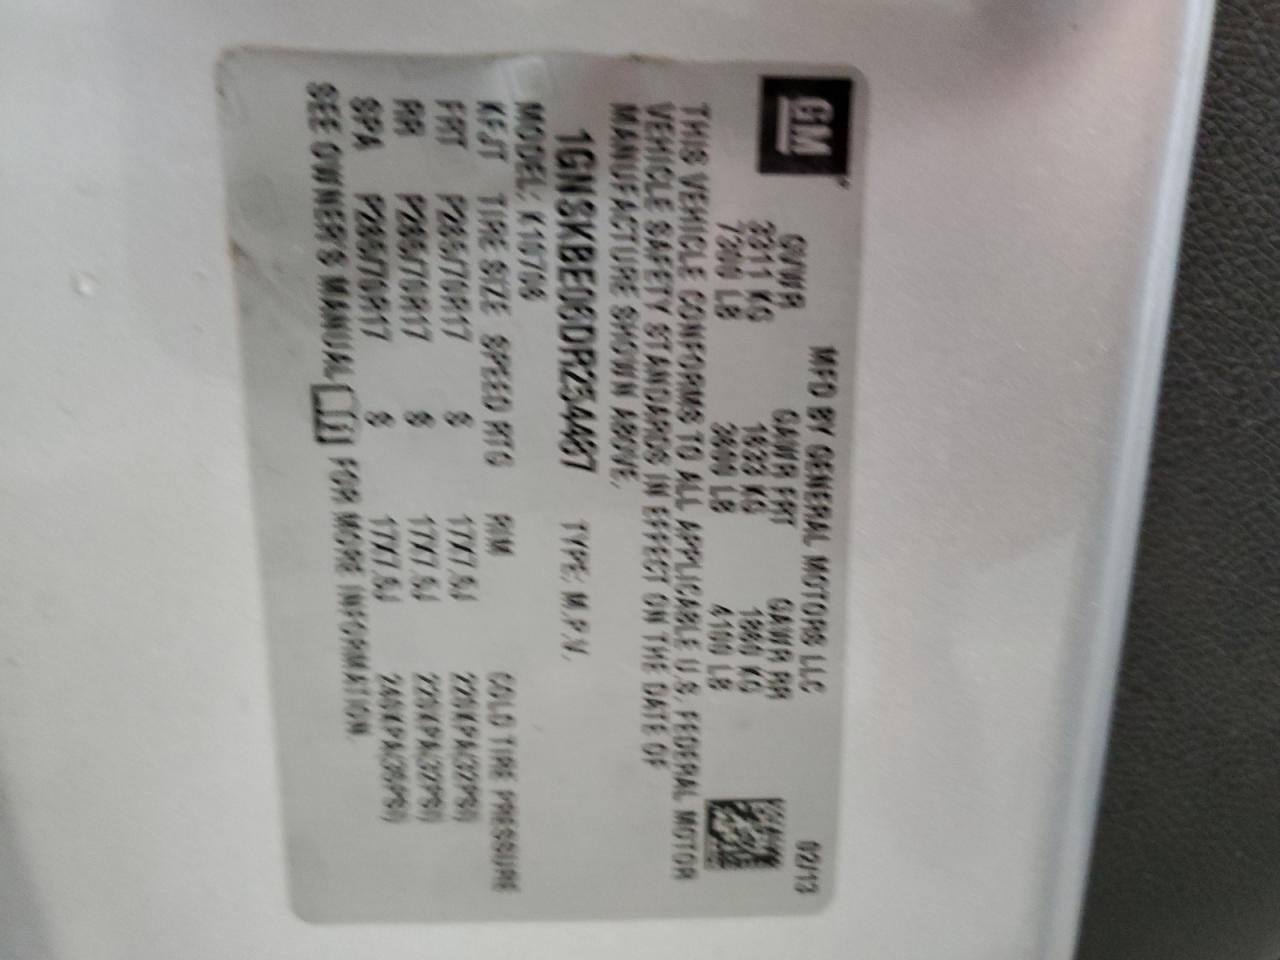 GM
MFD BY GENERAL MOTORS LLC 02/13
GVWR GAWR FRT GAWR RR
3311 KG 1633 KG 1860 KG
7300 LB 3600 LB 4100 LB
THIS VEHICLE CONFORMS TO ALL APPLICABLE U.S. FEDERAL MOTOR
VEHICLE SAFETY STANDARDS IN EFFECT ON THE DATE OF
MANUFACTURE SHOWN ABOVE.
TYPE: M.P.V.
MODEL: K10706
KFJT TIRE SIZE SPEED RTG RIM COLD TIRE PRESSURE
FRT P265/70R17 S 17X7.5J 220KPA(32PSI)
RR P265/70R17 S 17X7.5J 220KPA(32PSI)
SPA P265/70R17 S 17X7.5J 240KPA(35PSI)
SEE OWNER'S MANUAL FOR MORE INFORMATION